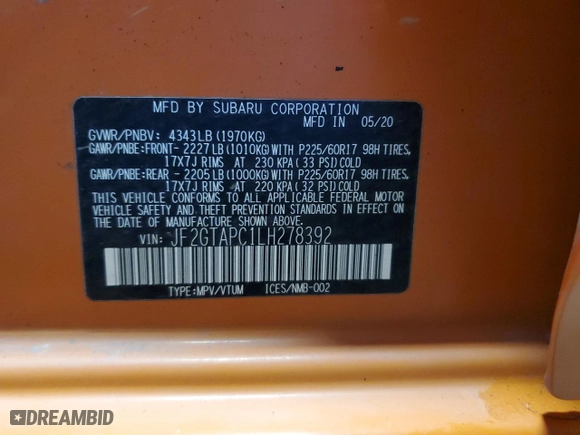 MFD BY SUBARU CORPORATION
MFD IN 05/20
GVWR/PNBV: 4343LB(1970KG)
GAWR/PNBE:FRONT- 2227LB(1010KG)WITH P225/60R17 98H TIRES,
17X7J RIMS AT 230 KPA(33 PSI)COLD
GAWR/PNBE:REAR - 2205LB(1000KG)WITH P225/60R17 98H TIRES,
17X7J RIMS AT 220 KPA(32 PSI)COLD
THIS VEHICLE CONFORMS TO ALL APPLICABLE FEDERAL MOTOR
VEHICLE SAFETY AND THEFT PREVENTION STANDARDS IN EFFECT
ON THE DATE OF MANUFACTURE SHOWN ABOVE.
VIN: JF2GTAPC1LH278392
TYPE:MPV/VTUM ICES/NMB-002
DREAMBID